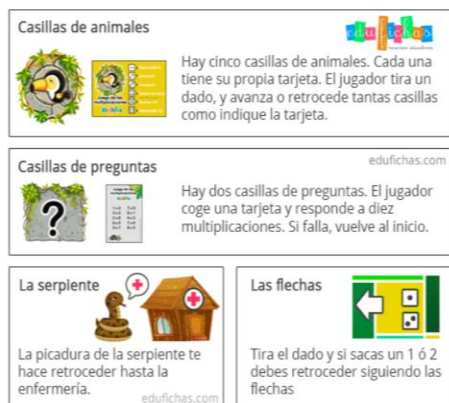 Casillas de animales
edufichas
Hay cinco casillas de animales. Cada una
tiene su propia tarjeta. El jugador tira un
dado, y avanza o retrocede tantas casillas
como indique la tarjeta.
edufichas.com
Casillas de preguntas
?
Hay dos casillas de preguntas. El jugador
coge una tarjeta y responde a diez
multiplicaciones. Si falla, vuelve al inicio.
La serpiente
La picadura de la serpiente te
hace retroceder hasta la
enfermería.
edufichas.com
Las flechas
Tira el dado y si sacas un 1 ó 2
debes retroceder siguiendo las
flechas